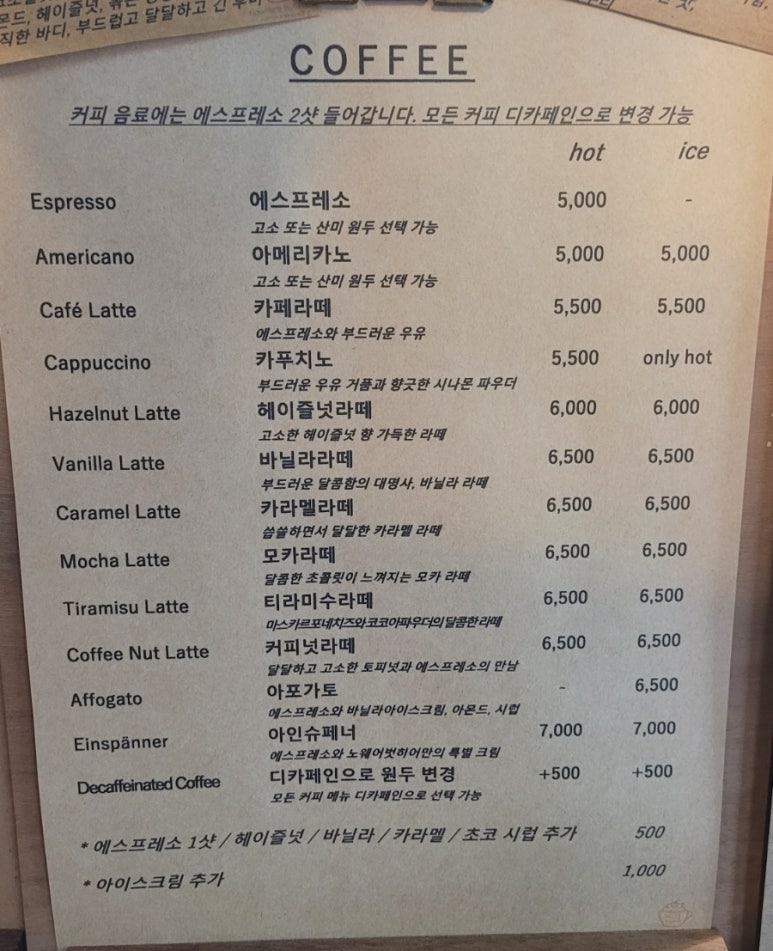 몬드, 헤이즐넛,
직한 바디, 부드럽고 달달하고 긴 후미
COFFEE
커피 음료에는 에스프레소 2샷 들어갑니다. 모든 커피 디카페인으로 변경 가능
hot ice
Espresso 에스프레소 5,000 -
고소 또는 산미 원두 선택 가능
Americano 아메리카노 5,000 5,000
고소 또는 산미 원두 선택 가능
Café Latte 카페라떼 5,500 5,500
에스프레소와 부드러운 우유
Cappuccino 카푸치노 5,500 only hot
부드러운 우유 거품과 향긋한 시나몬 파우더
Hazelnut Latte 헤이즐넛라떼 6,000 6,000
고소한 헤이즐넛 향 가득한 라떼
Vanilla Latte 바닐라라떼 6,500 6,500
부드러운 달콤함의 대명사, 바닐라 라떼
Caramel Latte 카라멜라떼 6,500 6,500
씁쓸하면서 달달한 카라멜 라떼
Mocha Latte 모카라떼 6,500 6,500
달콤한 초콜릿이 느껴지는 모카 라떼
Tiramisu Latte 티라미수라떼 6,500 6,500
마스카르포네치즈와 코코아파우더의 달콤한 라떼
Coffee Nut Latte 커피넛라떼 6,500 6,500
달달하고 고소한 토피넛과 에스프레소의 만남
Affogato 아포가토 - 6,500
에스프레소와 바닐라아이스크림, 아몬드, 시럽
Einspänner 아인슈페너 7,000 7,000
에스프레소와 노웨어벗히어만의 특별 크림
Decaffeinated Coffee 디카페인으로 원두 변경 +500 +500
모든 커피 메뉴 디카페인으로 선택 가능
* 에스프레소 1샷 / 헤이즐넛 / 바닐라 / 카라멜 / 초코 시럽 추가 500
* 아이스크림 추가 1,000